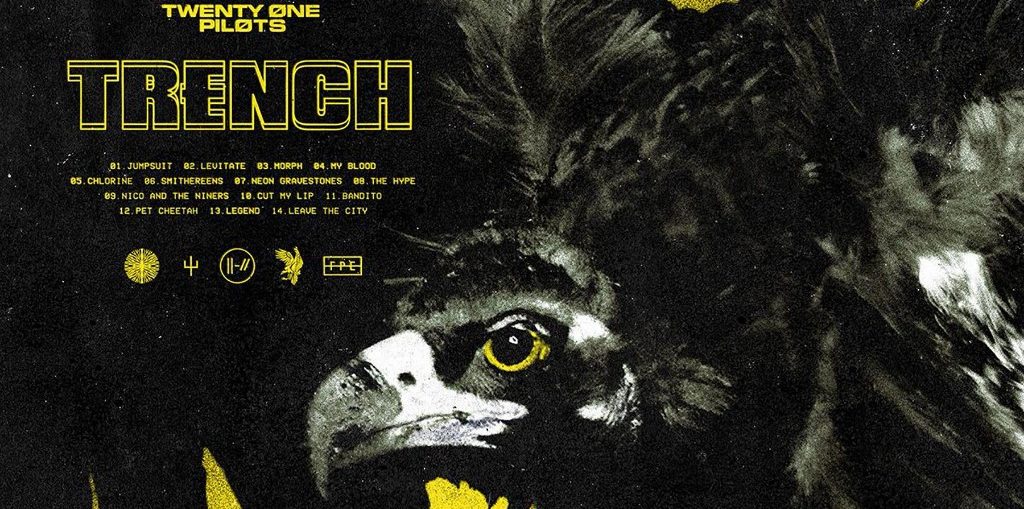 TWENTY ØNE
PILØTS
TRENCH
01.JUMPSUIT 02.LEVITATE 03.MORPH 04.MY BLOOD
05.CHLORINE 06.SMITHEREENS 07.NEON GRAVESTONES 08.THE HYPE
09.NICO AND THE NINERS 10.CUT MY LIP 11.BANDITO
12.PET CHEETAH 13.LEGEND 14.LEAVE THE CITY
||-// FPE